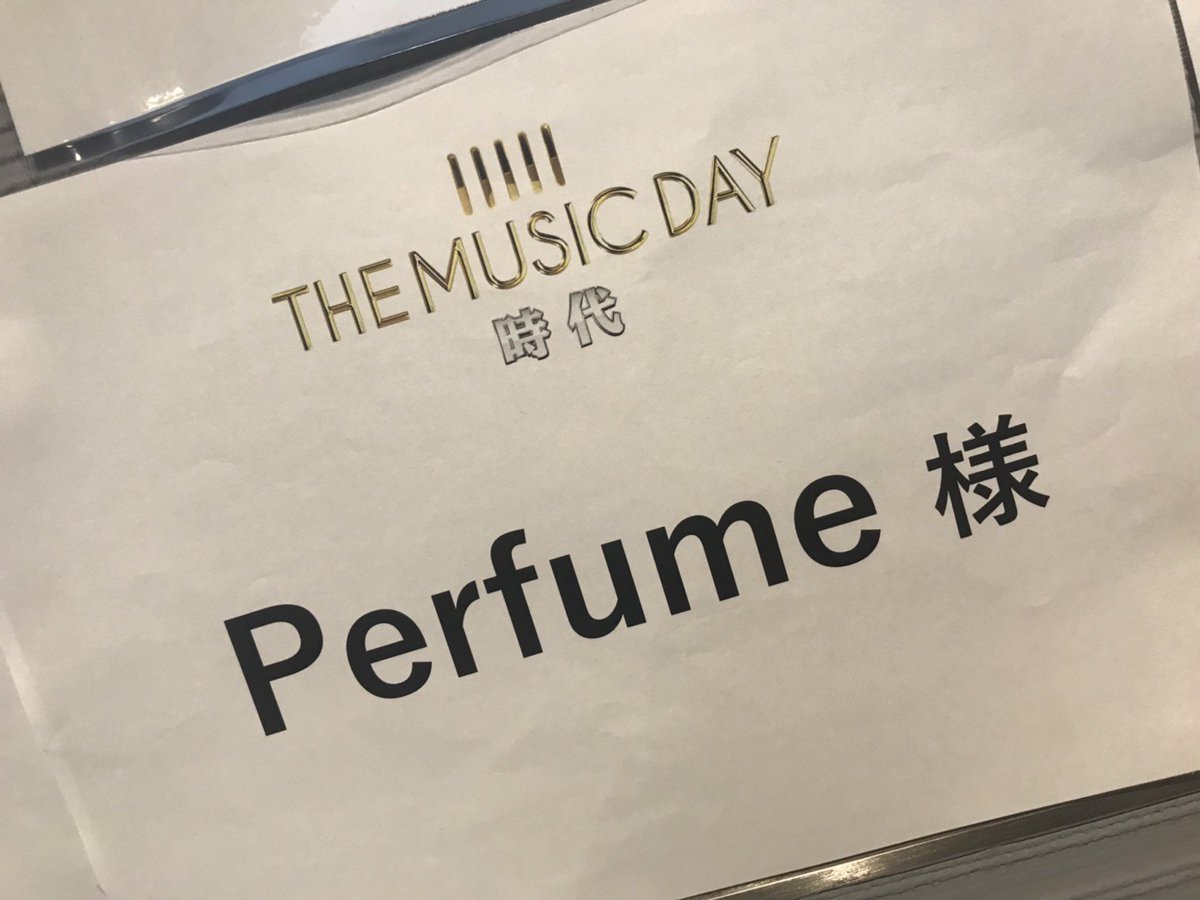 THE MUSIC DAY
時代
Perfume 様